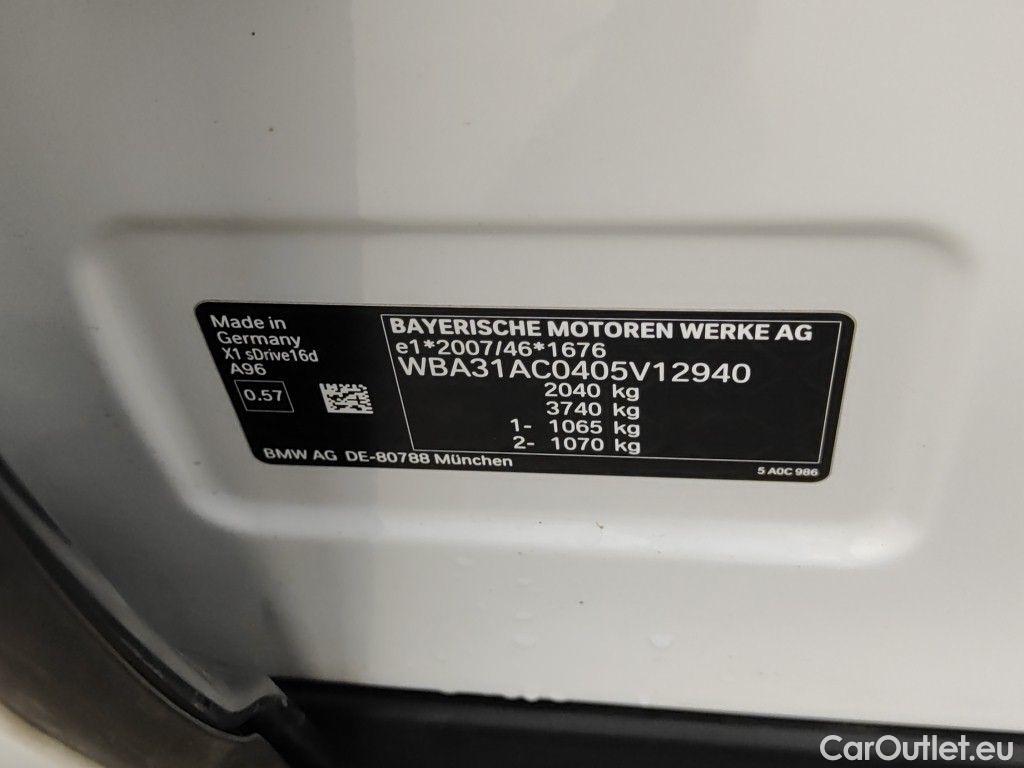 Made in
Germany
X1 sDrive16d
A96
0.57
BAYERISCHE MOTOREN WERKE AG
e1*2007/46*1676
WBA31AC0405V12940
2040 kg
3740 kg
1- 1065 kg
2- 1070 kg
BMW AG DE-80788 München
5 A0C 986
CarOutlet.eu